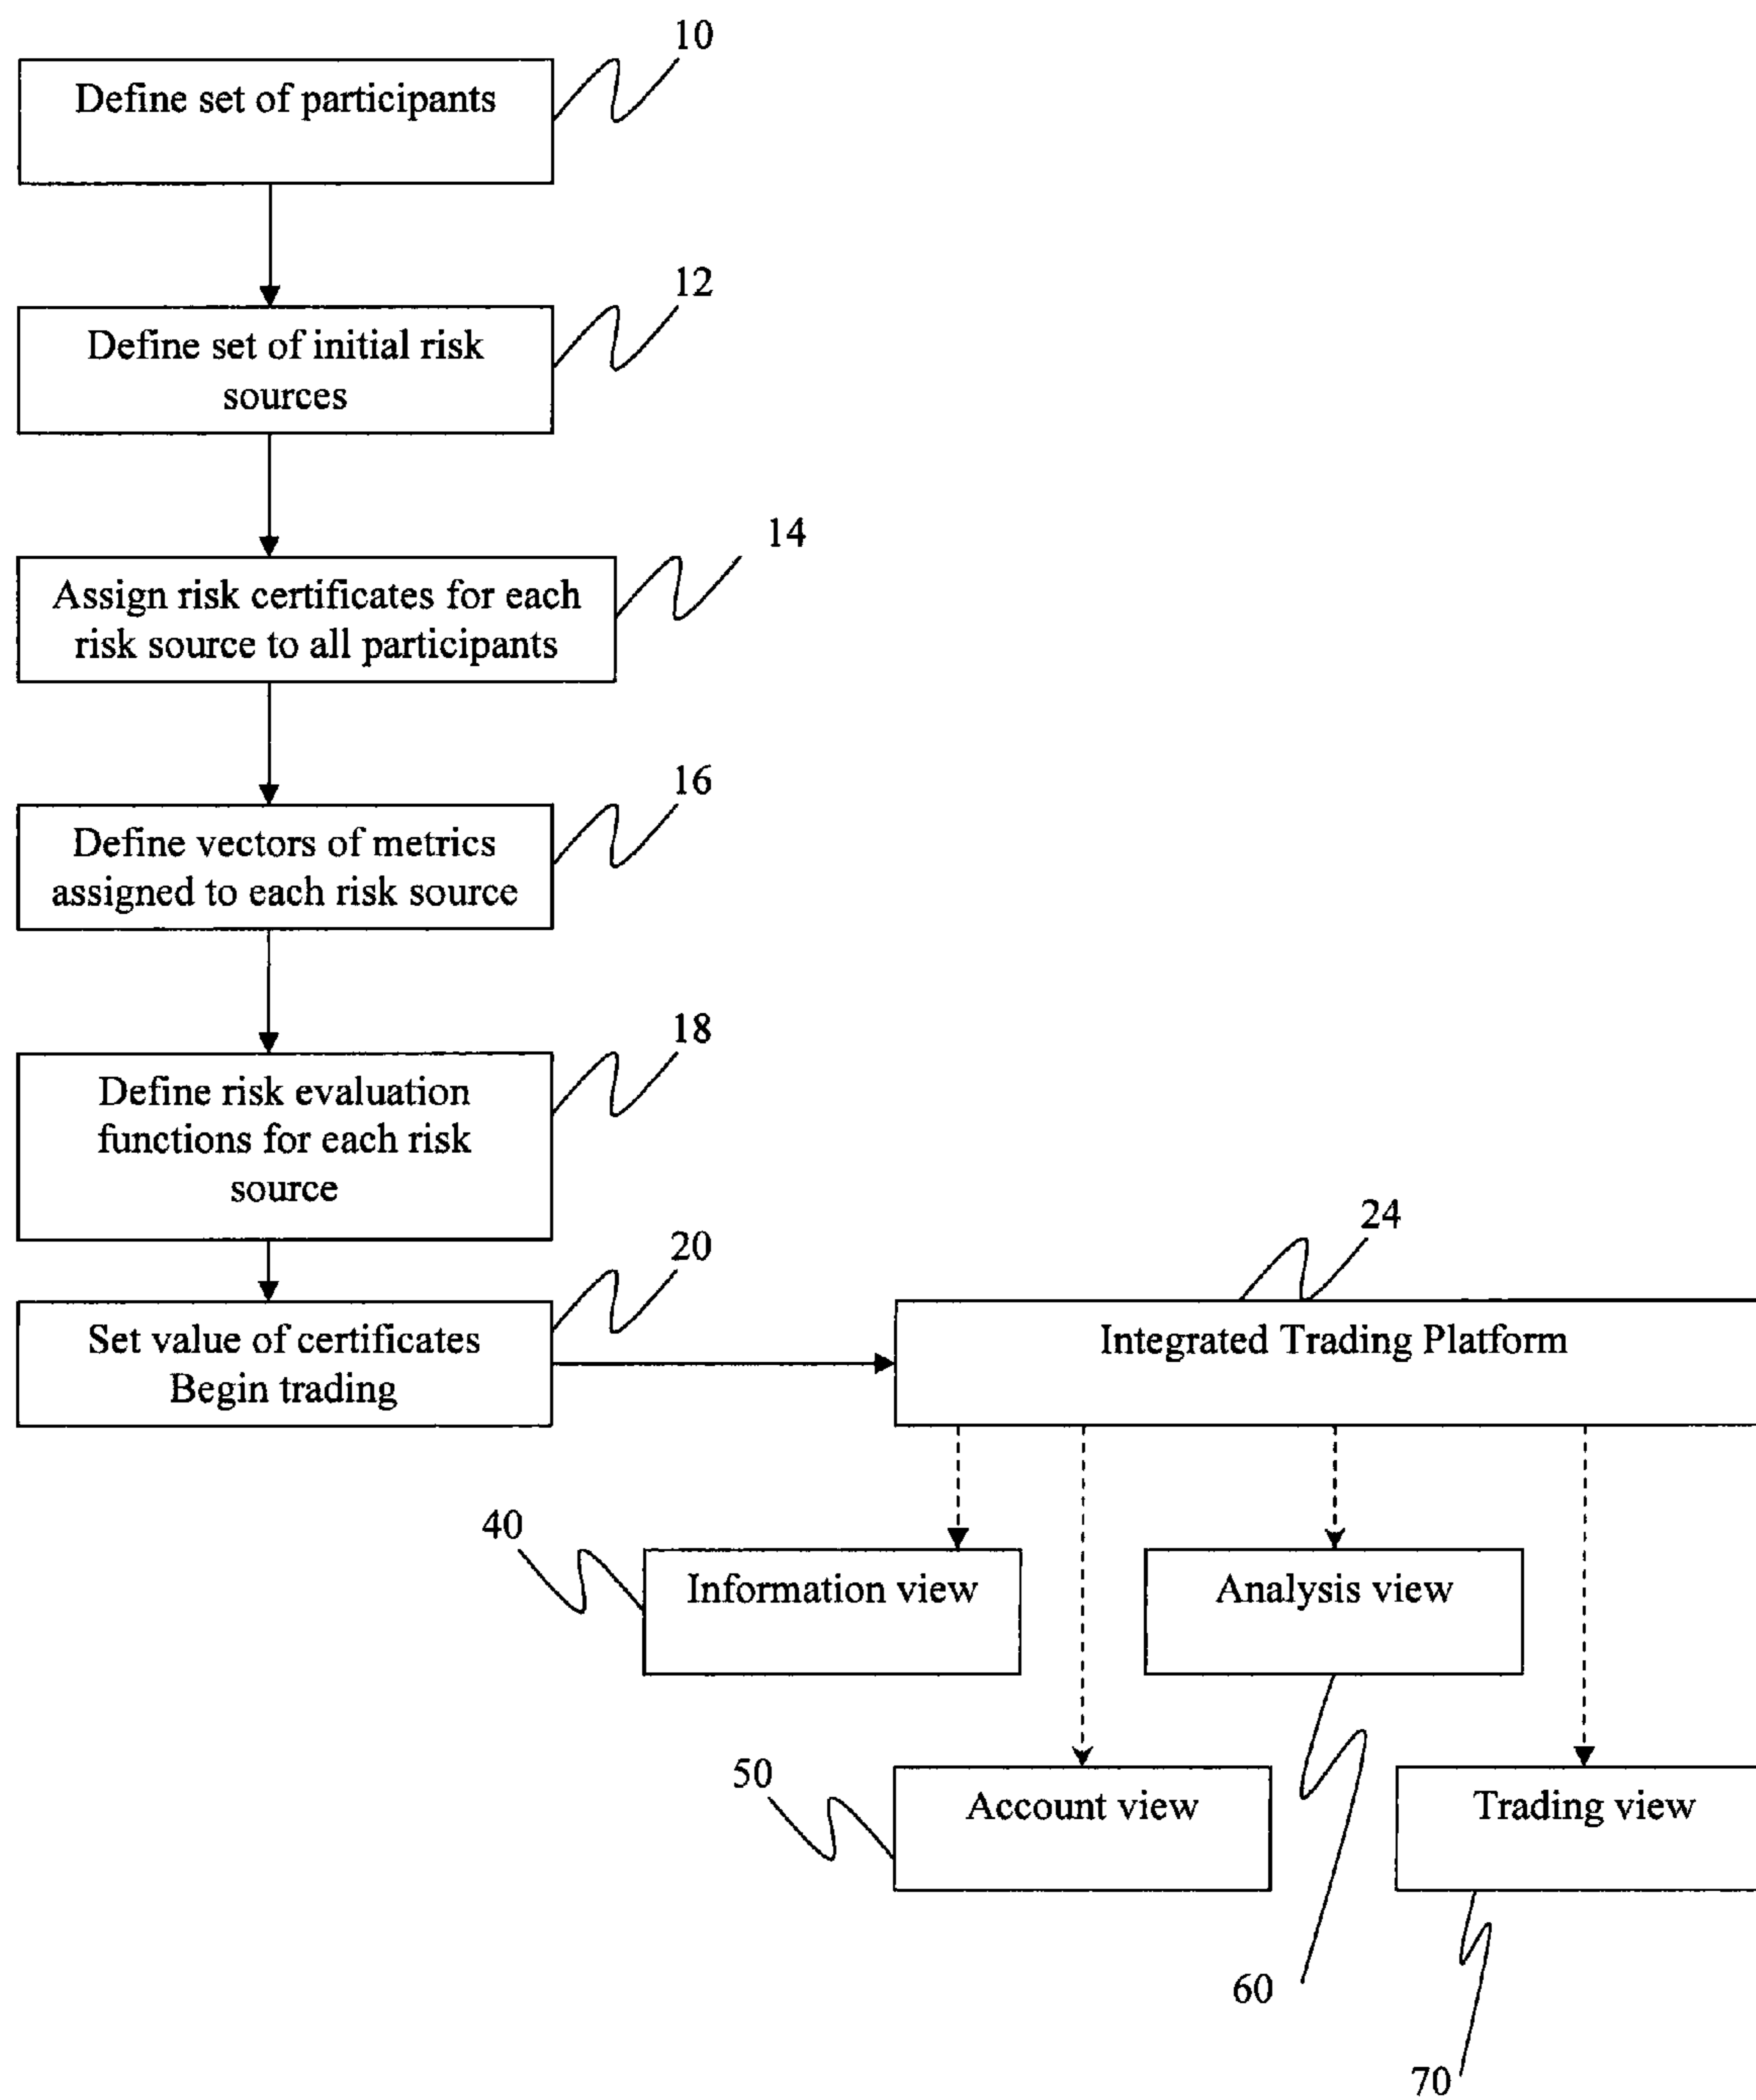 10
Define set of participants
12
Define set of initial risk
sources
14
Assign risk certificates for each
risk source to all participants
16
Define vectors of metrics
assigned to each risk source
18
Define risk evaluation
functions for each risk
source
20
Set value of certificates
Begin trading
24
Integrated Trading Platform
40
Information view
Analysis view
50
Account view
Trading view
60
70